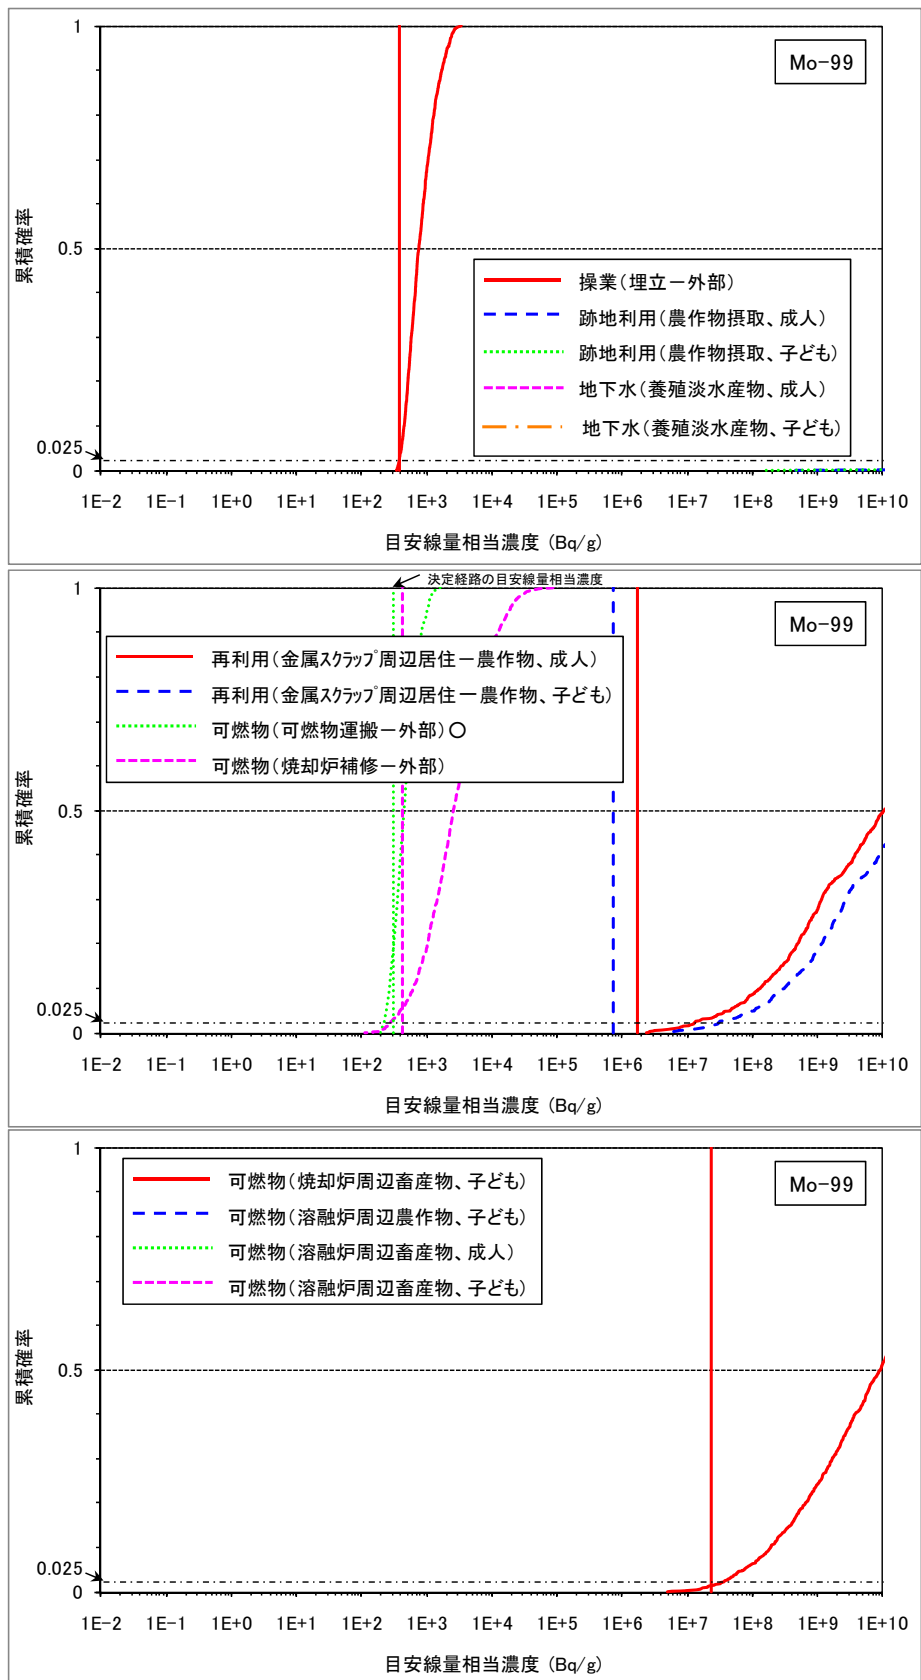 1
Mo-99
累積確率
0.5
操業(埋立－外部)
跡地利用(農作物摂取、成人)
跡地利用(農作物摂取、子ども)
地下水(養殖淡水産物、成人)
地下水(養殖淡水産物、子ども)
0.025
0
1E-2 1E-1 1E+0 1E+1 1E+2 1E+3 1E+4 1E+5 1E+6 1E+7 1E+8 1E+9 1E+10
目安線量相当濃度 (Bq/g)
決定経路の目安線量相当濃度
1
Mo-99
再利用(金属スクラップ周辺居住－農作物、成人)
再利用(金属スクラップ周辺居住－農作物、子ども)
可燃物(可燃物運搬－外部)○
可燃物(焼却炉補修－外部)
累積確率
0.5
0.025
0
1E-2 1E-1 1E+0 1E+1 1E+2 1E+3 1E+4 1E+5 1E+6 1E+7 1E+8 1E+9 1E+10
目安線量相当濃度 (Bq/g)
1
Mo-99
可燃物(焼却炉周辺畜産物、子ども)
可燃物(溶融炉周辺農作物、子ども)
可燃物(溶融炉周辺畜産物、成人)
可燃物(溶融炉周辺畜産物、子ども)
累積確率
0.5
0.025
0
1E-2 1E-1 1E+0 1E+1 1E+2 1E+3 1E+4 1E+5 1E+6 1E+7 1E+8 1E+9 1E+10
目安線量相当濃度 (Bq/g)